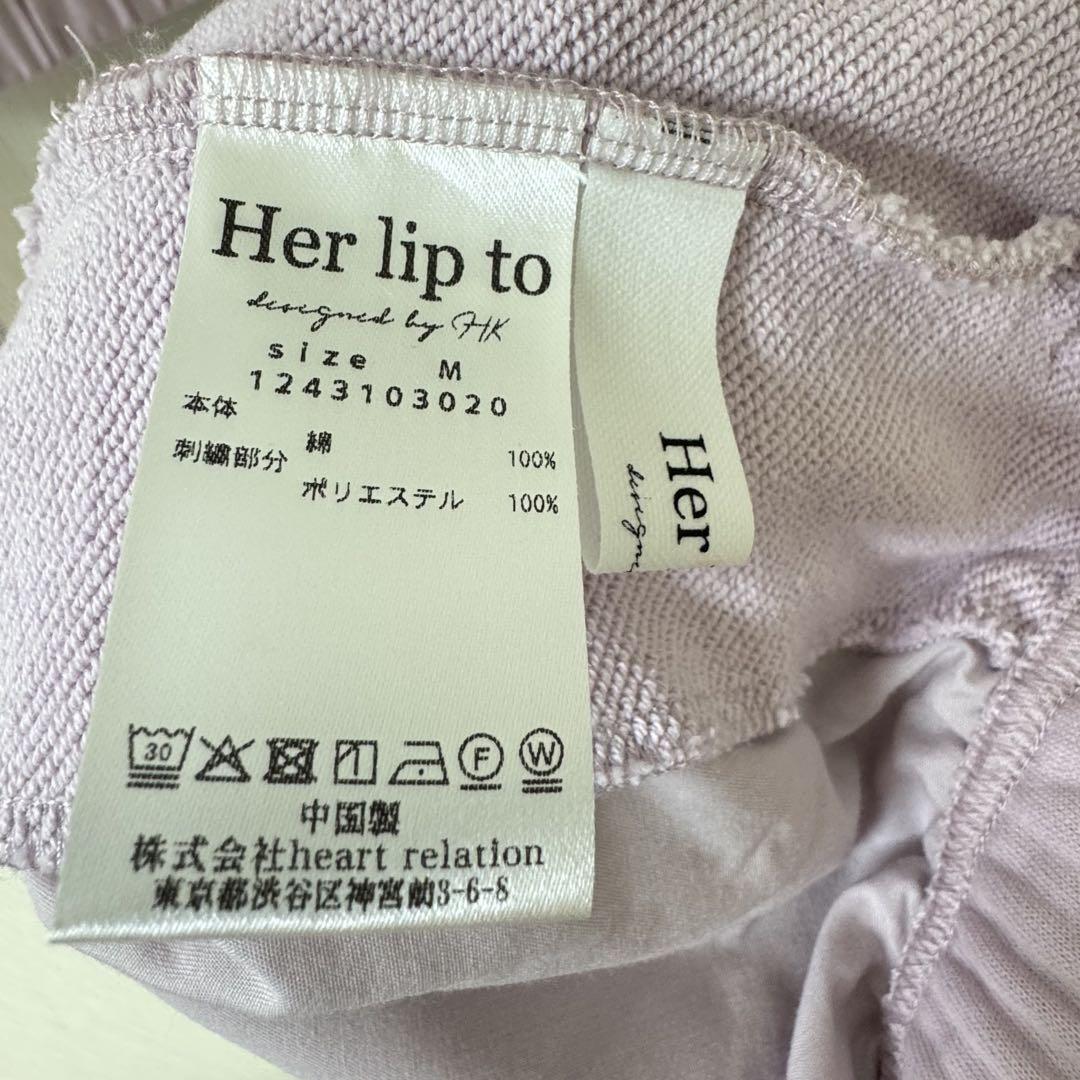 Her lip to
designed by HK
size M
1243103020
本体
綿 100%
刺繍部分
ポリエステル 100%
30
F
W
中国製
株式会社heart relation
東京都渋谷区神宮前3-6-8
Her